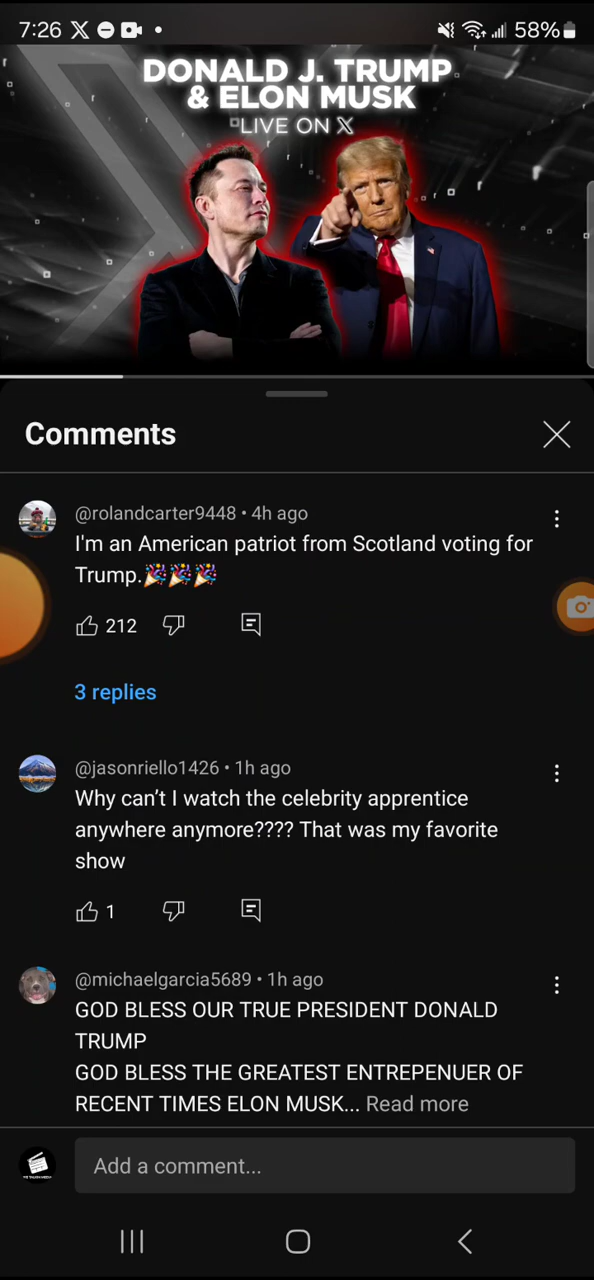 7:26 X 58%
DONALD J. TRUMP
& ELON MUSK
LIVE ON X
Comments
@rolandcarter9448 • 4h ago
I'm an American patriot from Scotland voting for
Trump.🎉🎉🎉
212
3 replies
@jasonriello1426 • 1h ago
Why can't I watch the celebrity apprentice
anywhere anymore???? That was my favorite
show
1
@michaelgarcia5689 • 1h ago
GOD BLESS OUR TRUE PRESIDENT DONALD
TRUMP
GOD BLESS THE GREATEST ENTREPENUER OF
RECENT TIMES ELON MUSK... Read more
Add a comment...